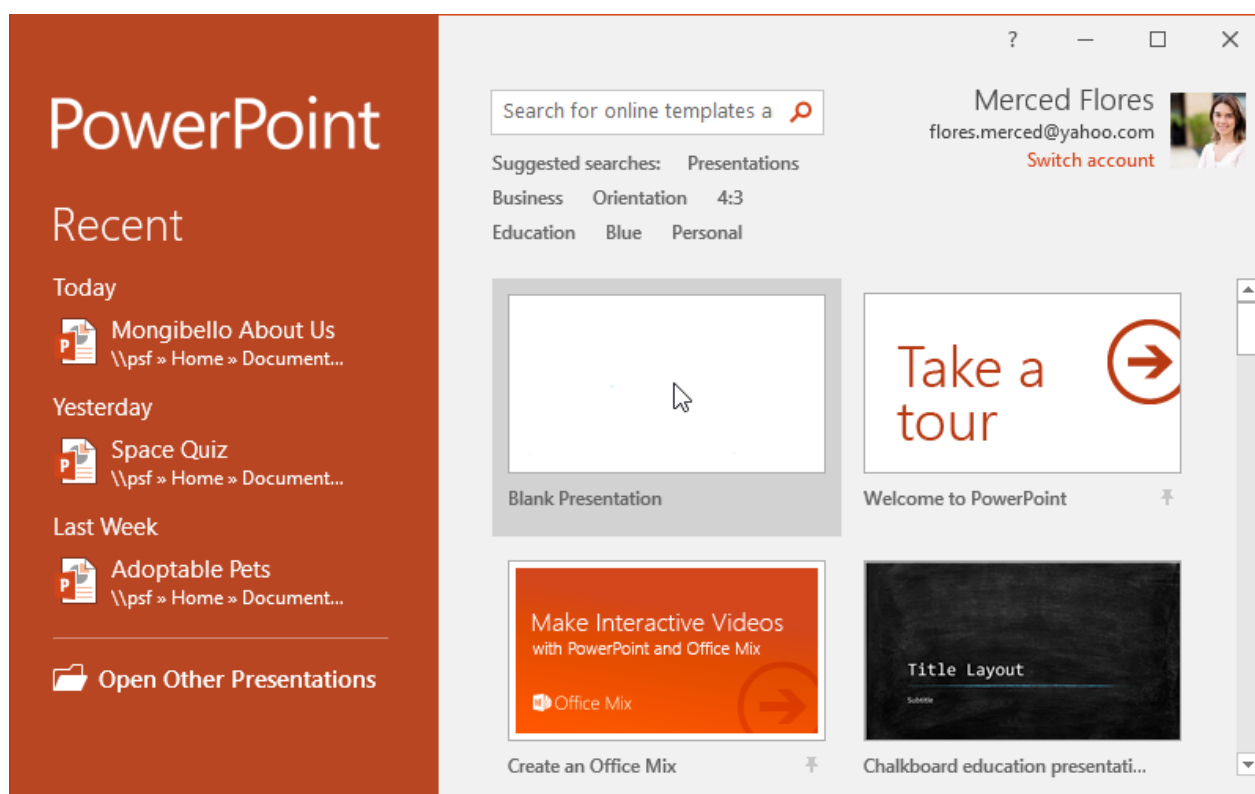 PowerPoint
Recent
Today
Mongibello About Us
\\psf » Home » Document...
Yesterday
Space Quiz
\\psf » Home » Document...
Last Week
Adoptable Pets
\\psf » Home » Document...
Open Other Presentations
?
Search for online templates a
Merced Flores
flores.merced@yahoo.com
Switch account
Suggested searches: Presentations
Business Orientation 4:3
Education Blue Personal
Blank Presentation
Take a
tour
Welcome to PowerPoint
Make Interactive Videos
with PowerPoint and Office Mix
Office Mix
Create an Office Mix
Title Layout
Subtitle
Chalkboard education presentati...